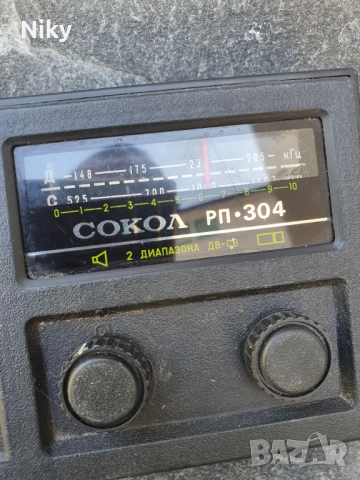 Niky
Д 148 175 23 285 кГц
С 525 700
0 1 2 3 4 5 6 7 8 9 10
СОКОЛ РП·304
2 ДИАПАЗОНА ДВ-СВ
BAZAR